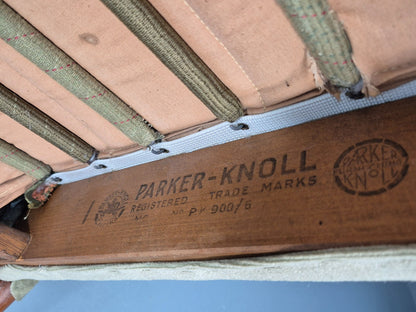 PARKER-KNOLL
REGISTERED TRADE MARKS
PK 900/6
PARKER
KNOLL